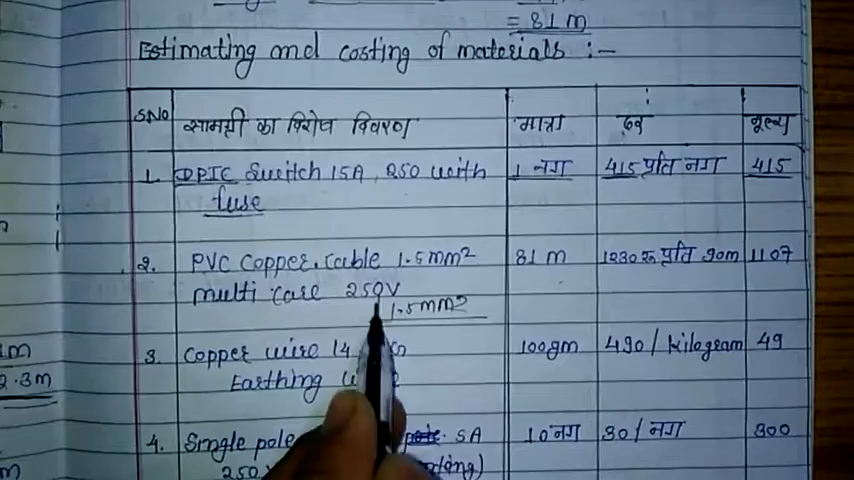 = 81 m
Estimating and costing of materials :-
S.No सामग्री का विशेष विवरण मात्रा दर मूल्य
1. DPIC Switch 15A, 250 with 1 नग 415 प्रति नग 415
fuse
2. PVC Copper cable 1.5mm² 81 m 1230 रु प्रति 90m 1107
multi core 250V
1.5mm²
3. Copper wire 14 100gm 490/kilogram 49
Earthing
4. Single pole 5A 10 नग 30/नग 300
250
2.3m